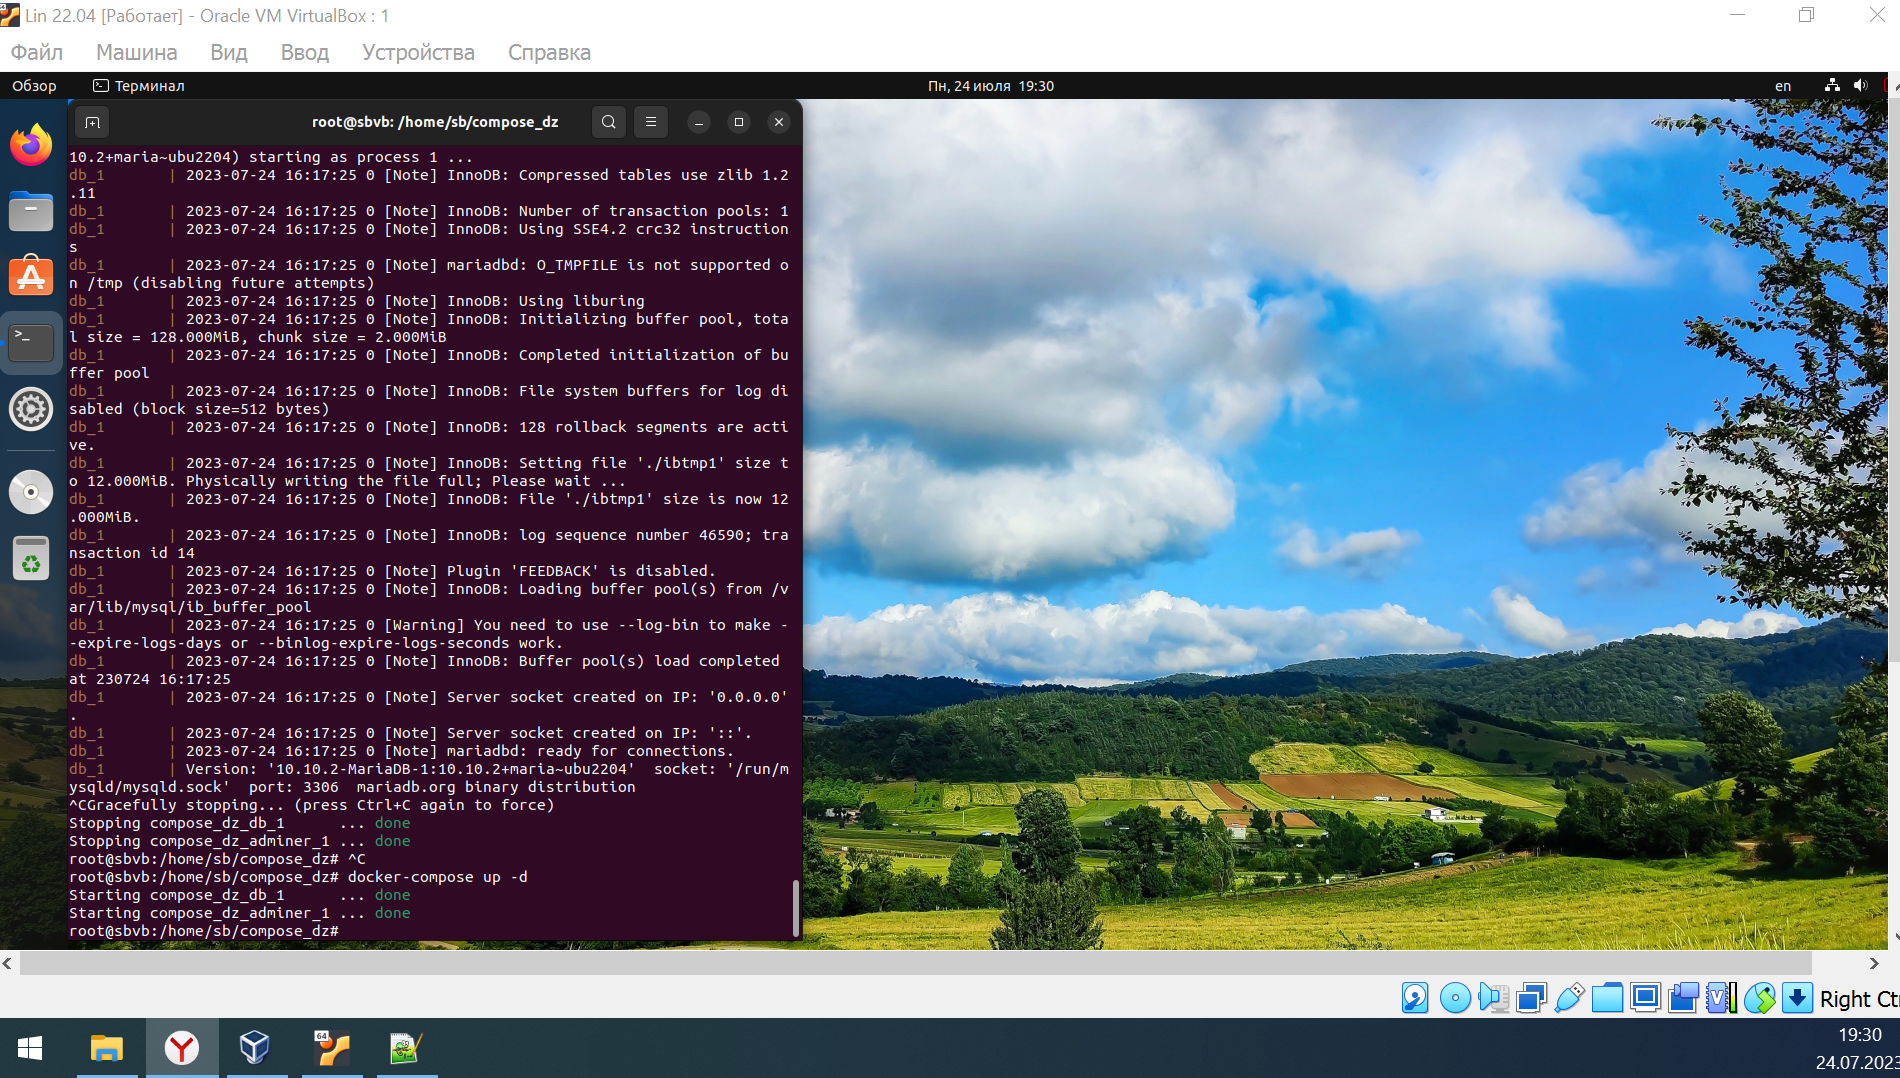 Lin 22.04 [Работает] - Oracle VM VirtualBox : 1
Файл Машина Вид Ввод Устройства Справка
Обзор Терминал Пн, 24 июля 19:30 en
root@sbvb: /home/sb/compose_dz
10.2+maria~ubu2204) starting as process 1 ...
db_1 | 2023-07-24 16:17:25 0 [Note] InnoDB: Compressed tables use zlib 1.2
.11
db_1 | 2023-07-24 16:17:25 0 [Note] InnoDB: Number of transaction pools: 1
db_1 | 2023-07-24 16:17:25 0 [Note] InnoDB: Using SSE4.2 crc32 instruction
s
db_1 | 2023-07-24 16:17:25 0 [Note] mariadbd: O_TMPFILE is not supported o
n /tmp (disabling future attempts)
db_1 | 2023-07-24 16:17:25 0 [Note] InnoDB: Using liburing
db_1 | 2023-07-24 16:17:25 0 [Note] InnoDB: Initializing buffer pool, tota
l size = 128.000MiB, chunk size = 2.000MiB
db_1 | 2023-07-24 16:17:25 0 [Note] InnoDB: Completed initialization of bu
ffer pool
db_1 | 2023-07-24 16:17:25 0 [Note] InnoDB: File system buffers for log di
sabled (block size=512 bytes)
db_1 | 2023-07-24 16:17:25 0 [Note] InnoDB: 128 rollback segments are acti
ve.
db_1 | 2023-07-24 16:17:25 0 [Note] InnoDB: Setting file './ibtmp1' size t
o 12.000MiB. Physically writing the file full; Please wait ...
db_1 | 2023-07-24 16:17:25 0 [Note] InnoDB: File './ibtmp1' size is now 12
.000MiB.
db_1 | 2023-07-24 16:17:25 0 [Note] InnoDB: log sequence number 46590; tra
nsaction id 14
db_1 | 2023-07-24 16:17:25 0 [Note] Plugin 'FEEDBACK' is disabled.
db_1 | 2023-07-24 16:17:25 0 [Note] InnoDB: Loading buffer pool(s) from /v
ar/lib/mysql/ib_buffer_pool
db_1 | 2023-07-24 16:17:25 0 [Warning] You need to use --log-bin to make -
-expire-logs-days or --binlog-expire-logs-seconds work.
db_1 | 2023-07-24 16:17:25 0 [Note] InnoDB: Buffer pool(s) load completed
at 230724 16:17:25
db_1 | 2023-07-24 16:17:25 0 [Note] Server socket created on IP: '0.0.0.0'
.
db_1 | 2023-07-24 16:17:25 0 [Note] Server socket created on IP: '::'.
db_1 | 2023-07-24 16:17:25 0 [Note] mariadbd: ready for connections.
db_1 | Version: '10.10.2-MariaDB-1:10.10.2+maria~ubu2204' socket: '/run/m
ysqld/mysqld.sock' port: 3306 mariadb.org binary distribution
^CGracefully stopping... (press Ctrl+C again to force)
Stopping compose_dz_db_1 ... done
Stopping compose_dz_adminer_1 ... done
root@sbvb:/home/sb/compose_dz# ^C
root@sbvb:/home/sb/compose_dz# docker-compose up -d
Starting compose_dz_db_1 ... done
Starting compose_dz_adminer_1 ... done
root@sbvb:/home/sb/compose_dz#
Right Ct
64
19:30
24.07.2023